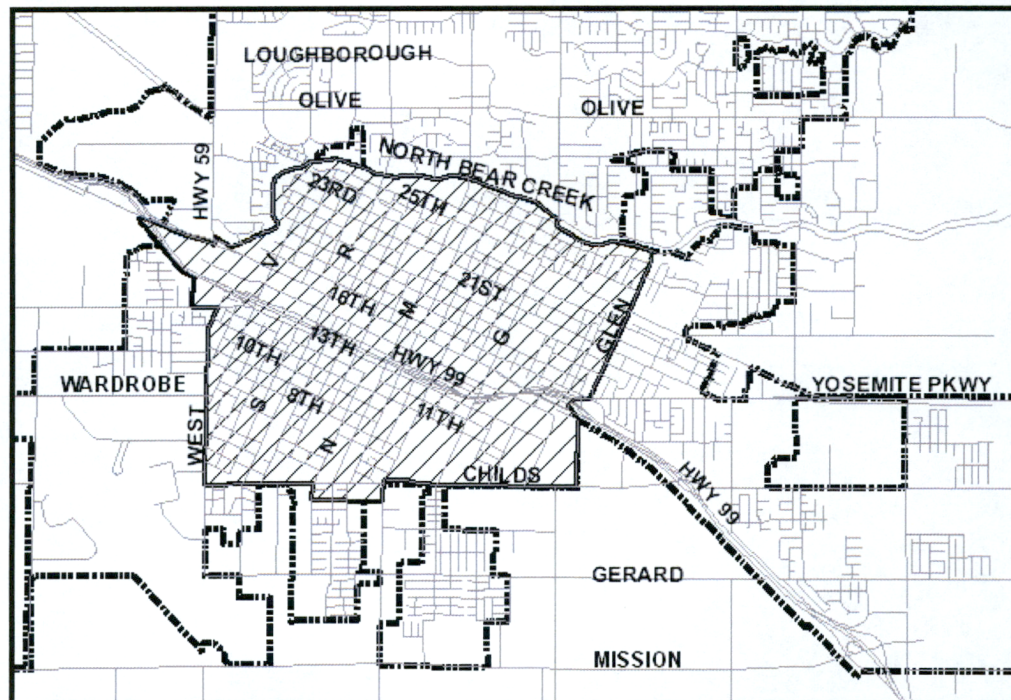 LOUGHBOROUGH
OLIVE
OLIVE
HWY 59
NORTH BEAR CREEK
23RD
25TH
V
R
21ST
16TH
M
G
GLEN
13TH
10TH
HWY 99
WARDROBE
YOSEMITE PKWY
8TH
S
11TH
WEST
N
CHILDS
HWY 99
GERARD
MISSION